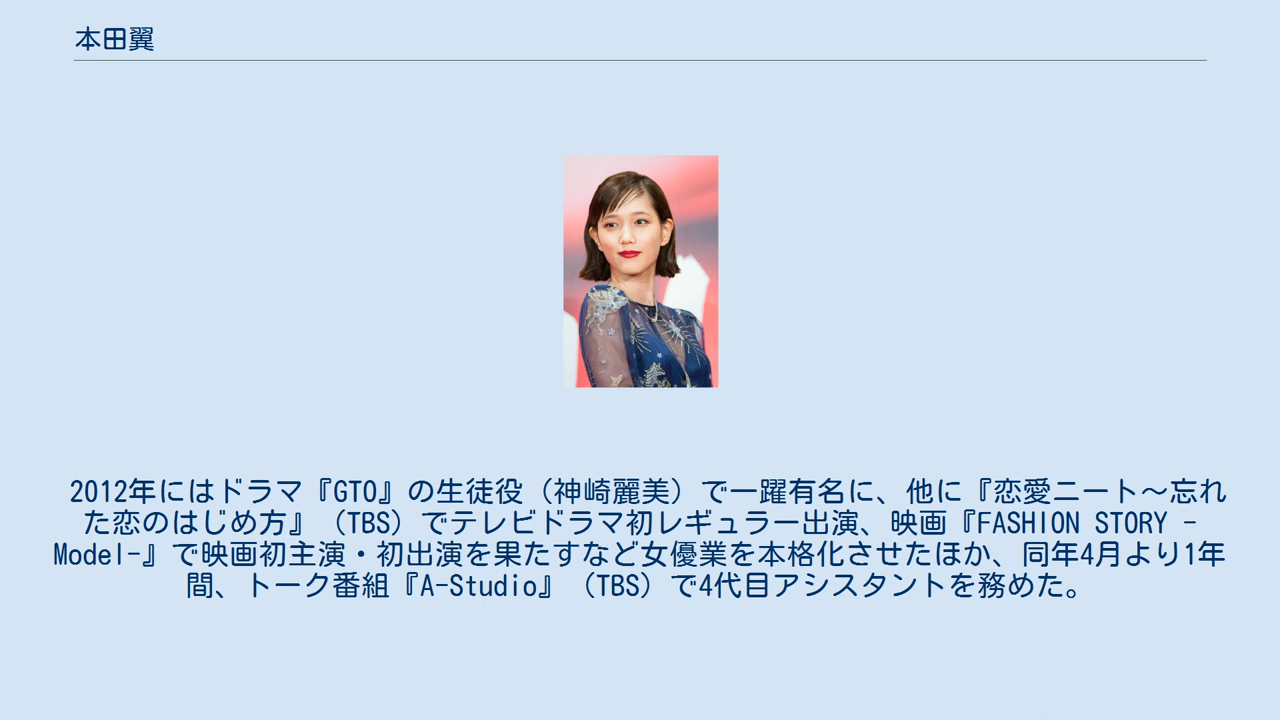 本田翼
2012年にはドラマ『GTO』の生徒役（神崎麗美）で一躍有名に、他に『恋愛ニート〜忘れ
た恋のはじめ方』（TBS）でテレビドラマ初レギュラー出演、映画『FASHION STORY -
Model-』で映画初主演・初出演を果たすなど女優業を本格化させたほか、同年4月より1年
間、トーク番組『A-Studio』（TBS）で4代目アシスタントを務めた。